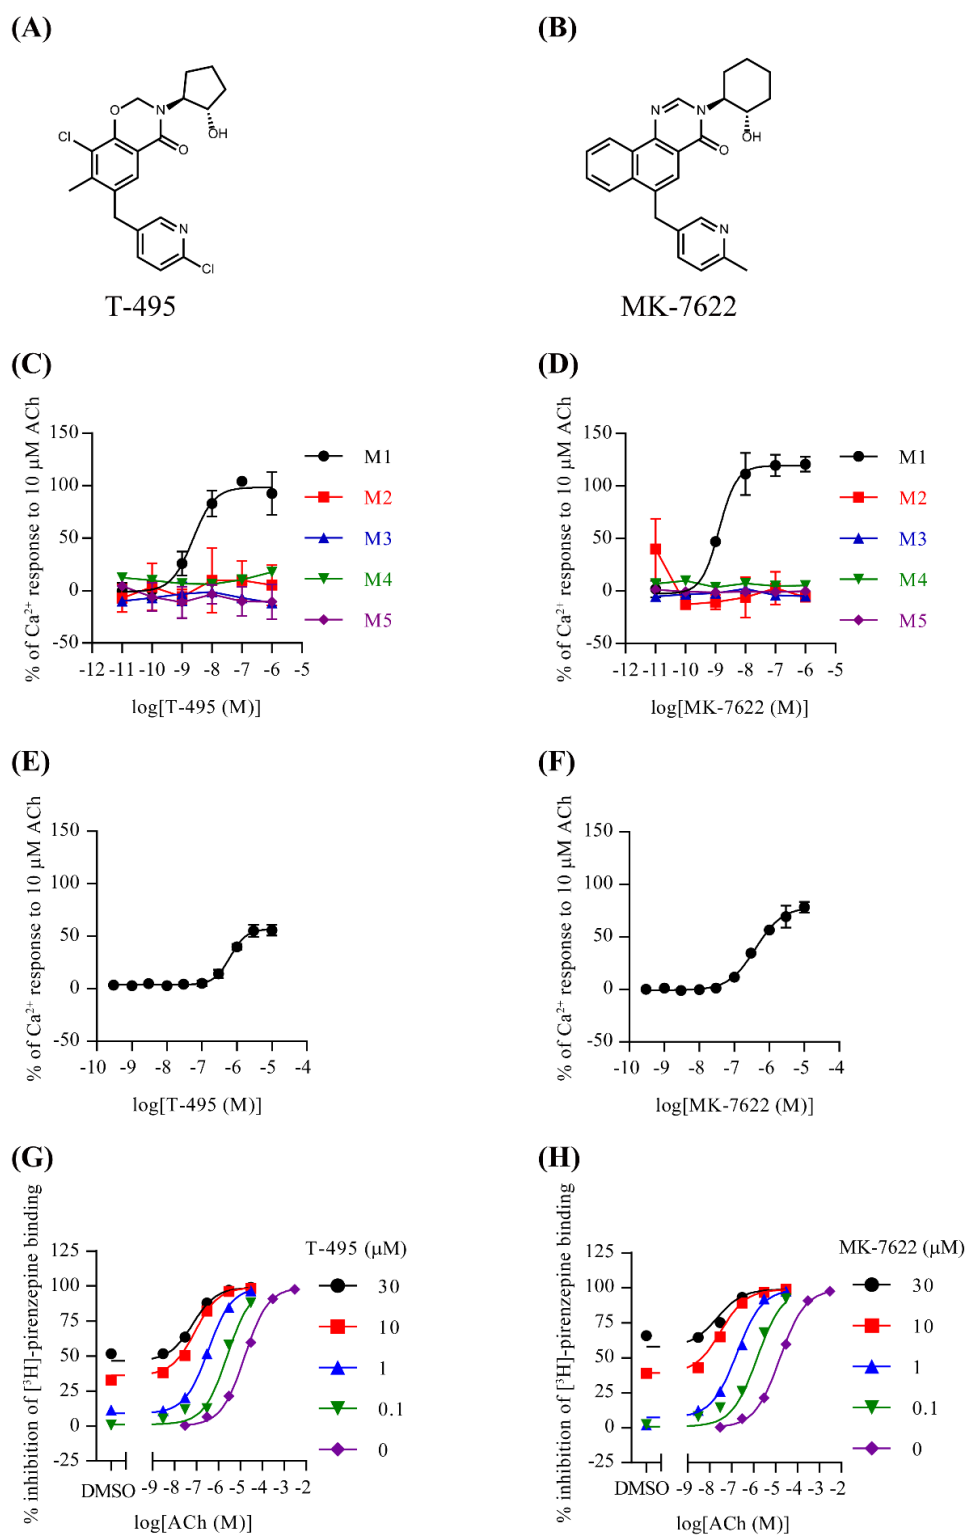 (A)
(B)
O
N
OH
O
Cl
N
Cl
T-495
N
N
OH
O
N
MK-7622
(C)
(D)
% of Ca²⁺ response to 10 µM ACh
150
100
50
0
-50
-12 -11 -10 -9 -8 -7 -6 -5
log[T-495 (M)]
M1
M2
M3
M4
M5
% of Ca²⁺ response to 10 µM ACh
150
100
50
0
-50
-12 -11 -10 -9 -8 -7 -6 -5
log[MK-7622 (M)]
M1
M2
M3
M4
M5
(E)
(F)
% of Ca²⁺ response to 10 µM ACh
150
100
50
0
-50
-10 -9 -8 -7 -6 -5 -4
log[T-495 (M)]
% of Ca²⁺ response to 10 µM ACh
150
100
50
0
-50
-10 -9 -8 -7 -6 -5 -4
log[MK-7622 (M)]
(G)
(H)
% inhibition of [³H]-pirenzepine binding
125
100
75
50
25
0
-25
DMSO -9 -8 -7 -6 -5 -4 -3 -2
log[ACh (M)]
T-495 (µM)
30
10
1
0.1
0
% inhibition of [³H]-pirenzepine binding
125
100
75
50
25
0
-25
DMSO -9 -8 -7 -6 -5 -4 -3 -2
log[ACh (M)]
MK-7622 (µM)
30
10
1
0.1
0